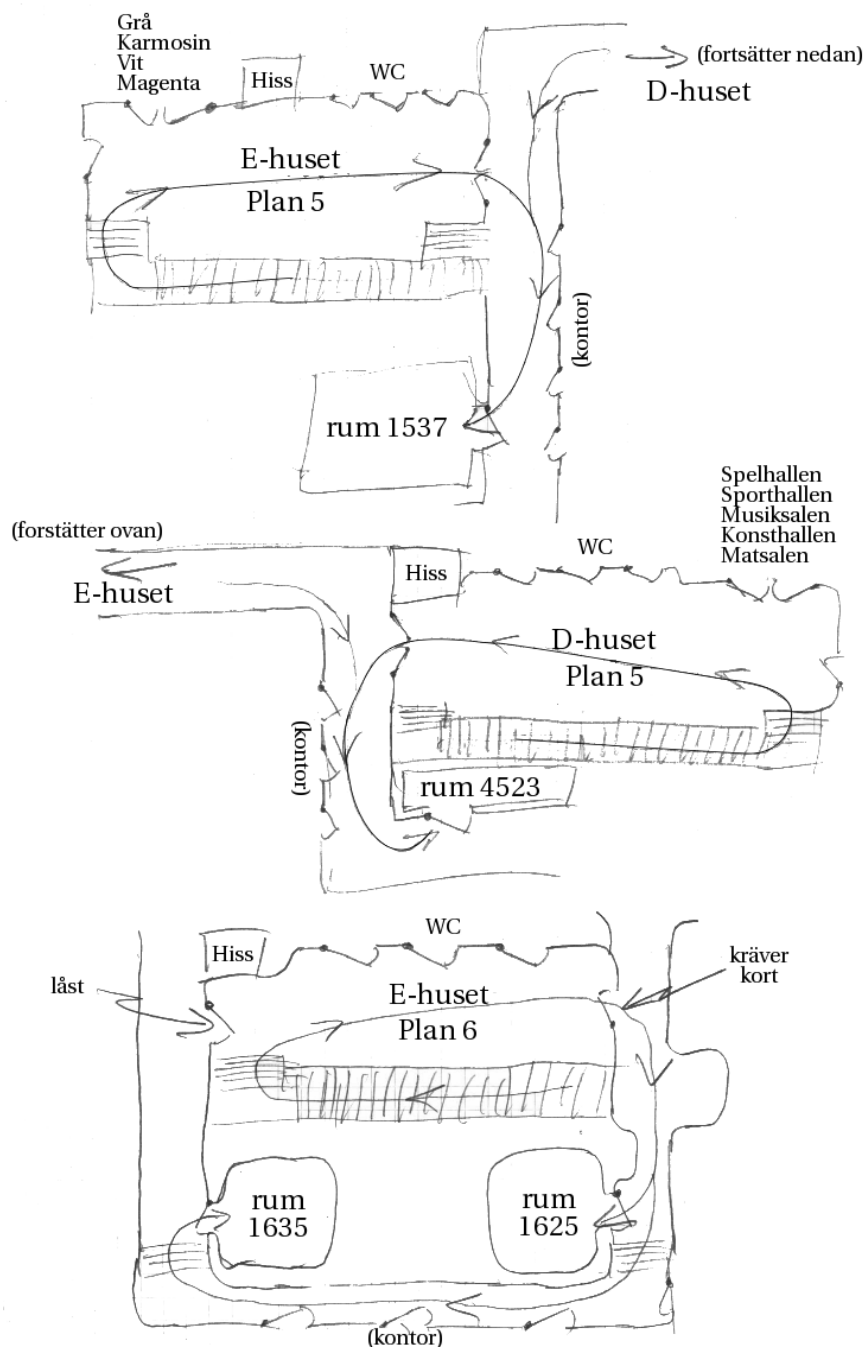 Grå
Karmosin
Vit
Magenta
Hiss
WC
(fortsätter nedan)
D-huset
E-huset
Plan 5
(kontor)
rum 1537
Spelhallen
Sporthallen
Musiksalen
Konsthallen
Matsalen
(forstätter ovan)
E-huset
Hiss
WC
D-huset
Plan 5
(kontor)
rum 4523
WC
Hiss
låst
kräver
kort
E-huset
Plan 6
rum
1635
rum
1625
(kontor)